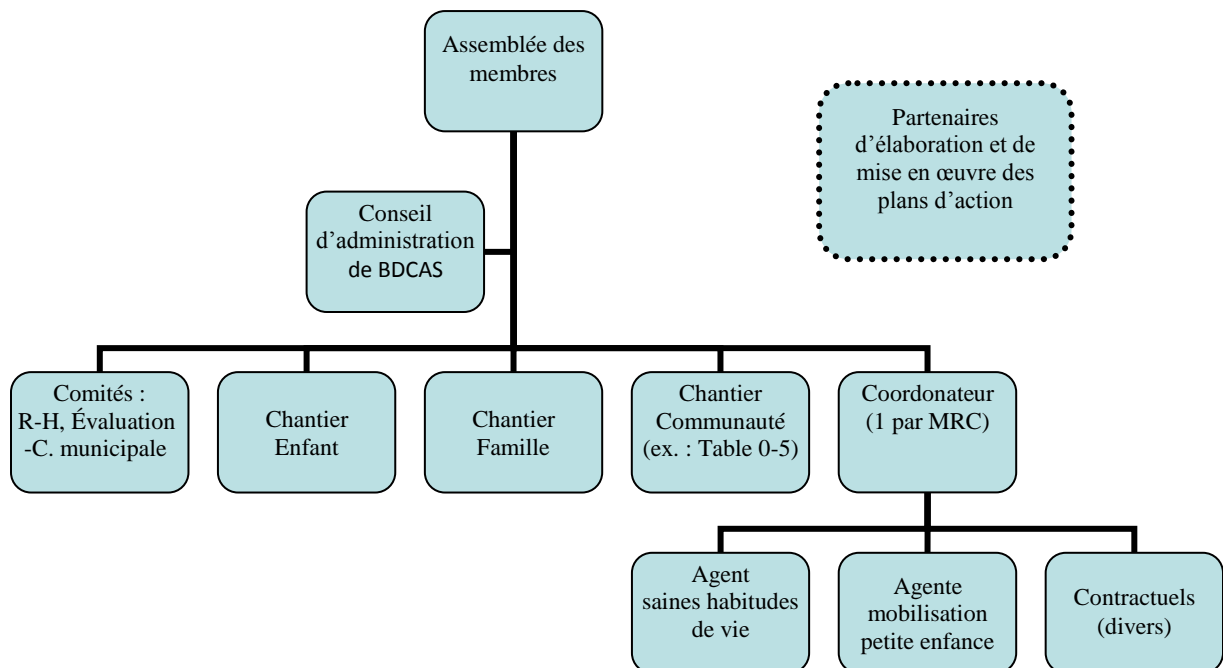 Assemblée des
membres
Partenaires
d’élaboration et de
mise en œuvre des
plans d’action
Conseil
d’administration
de BDCAS
Comités :
R-H, Évaluation
-C. municipale
Chantier
Enfant
Chantier
Famille
Chantier
Communauté
(ex. : Table 0-5)
Coordonateur
(1 par MRC)
Agent
saines habitudes
de vie
Agente
mobilisation
petite enfance
Contractuels
(divers)